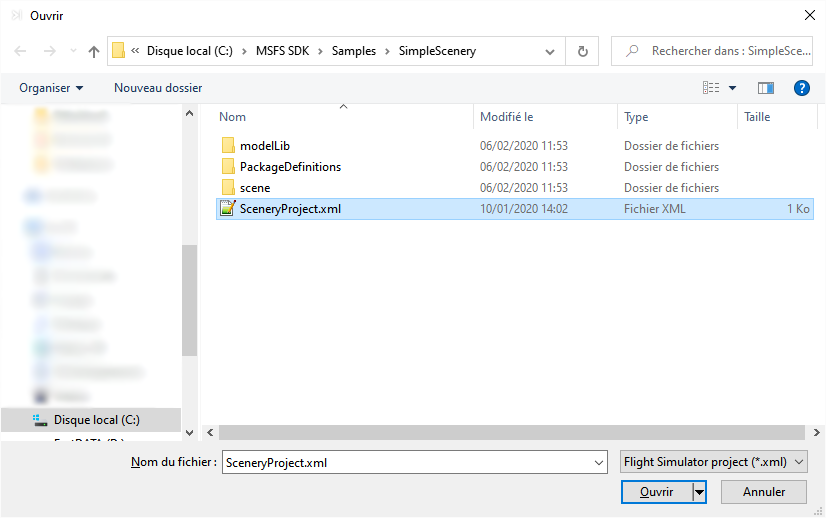 Ouvrir
« Disque local (C:) > MSFS SDK > Samples > SimpleScenery
Rechercher dans : SimpleSce...
Organiser
Nouveau dossier
?
Nom Modifié le Type Taille
modelLib 06/02/2020 11:53 Dossier de fichiers
PackageDefinitions 06/02/2020 11:53 Dossier de fichiers
scene 06/02/2020 11:53 Dossier de fichiers
SceneryProject.xml 10/01/2020 14:02 Fichier XML 1 Ko
Disque local (C:)
Nom du fichier : SceneryProject.xml Flight Simulator project (*.xml)
Ouvrir Annuler